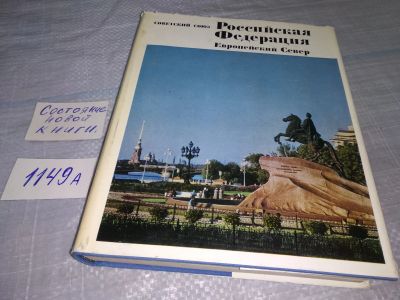 СОВЕТСКИЙ СОЮЗ
Российская
Федерация
Европейский Север
Состояние
новой
книги.
1149А